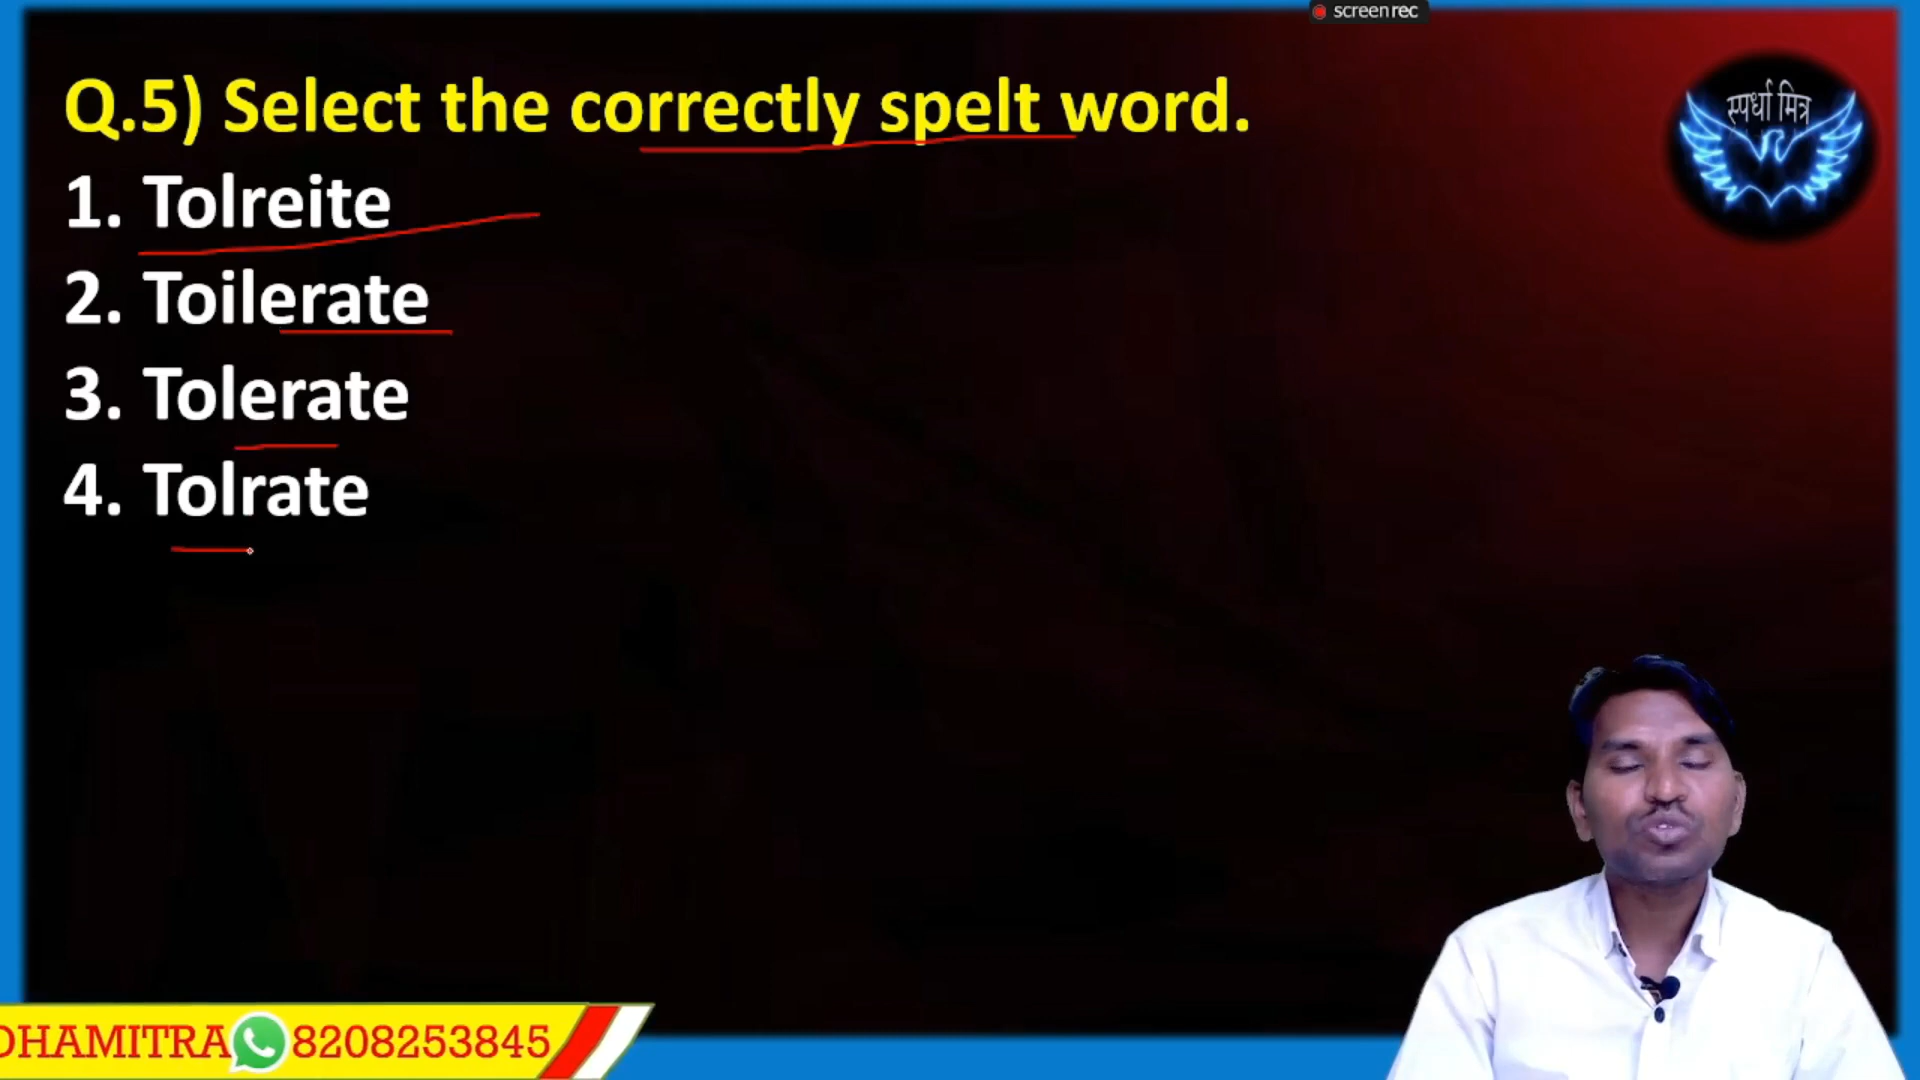 screenrec
स्पर्धा मित्र
Q.5) Select the correctly spelt word.
1. Tolreite
2. Toilerate
3. Tolerate
4. Tolrate
DHAMITRA 8208253845